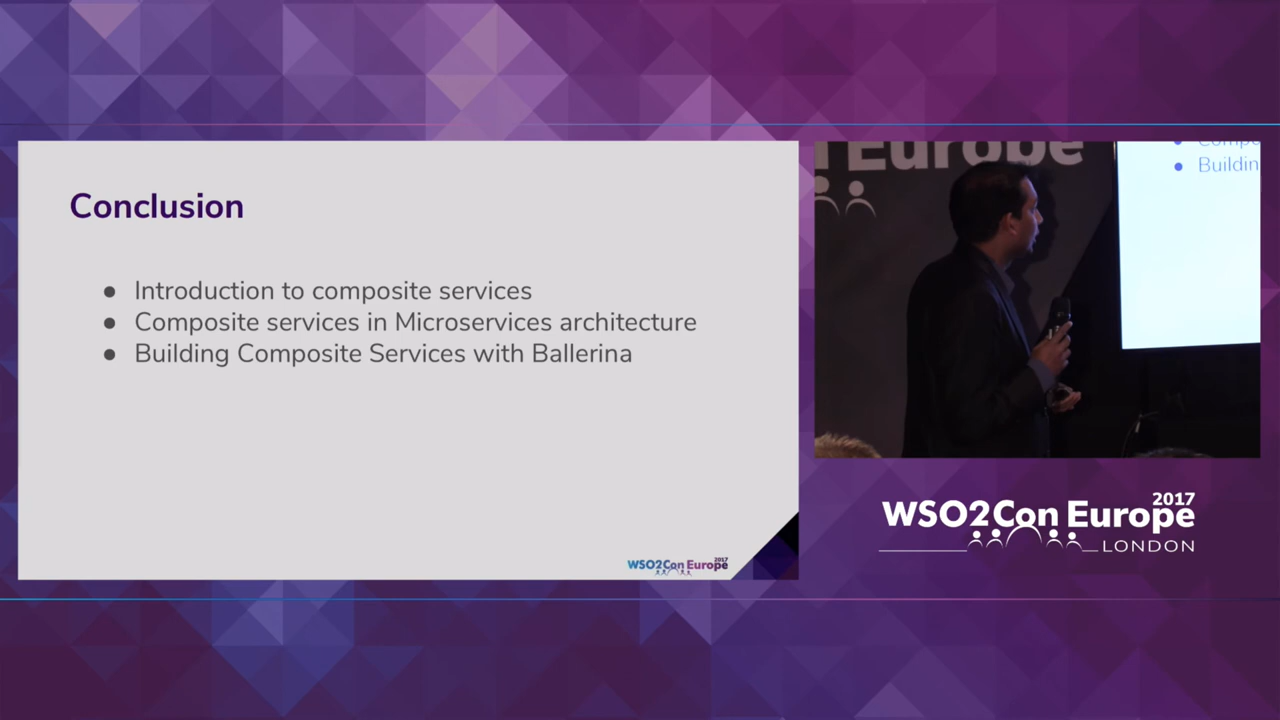 Conclusion
● Introduction to composite services
● Composite services in Microservices architecture
● Building Composite Services with Ballerina
WSO2Con Europe 2017
Europe
● Buildin
2017
WSO2Con Europe
LONDON